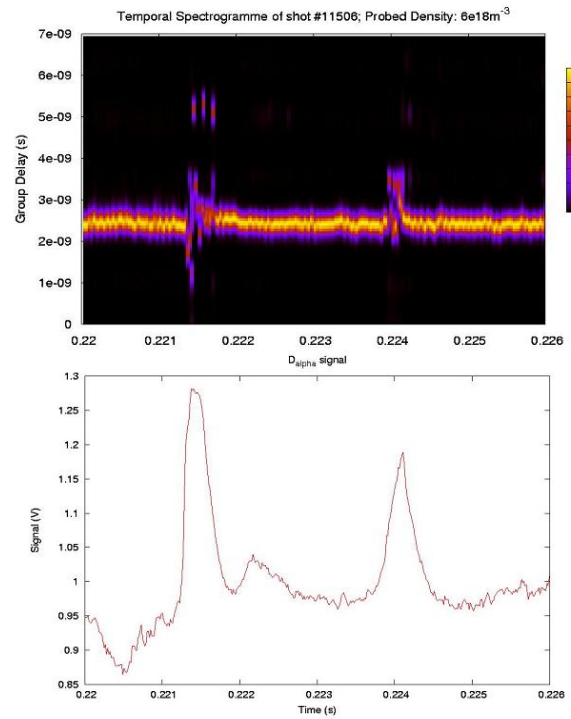 Temporal Spectrogramme of shot #11506; Probed Density: 6e18m⁻³
7e-09
6e-09
5e-09
4e-09
3e-09
2e-09
1e-09
0
Group Delay (s)
0.22 0.221 0.222 0.223 0.224 0.225 0.226
D_alpha signal
1.3
1.25
1.2
1.15
1.1
1.05
1
0.95
0.9
0.85
Signal (V)
0.22 0.221 0.222 0.223 0.224 0.225 0.226
Time (s)